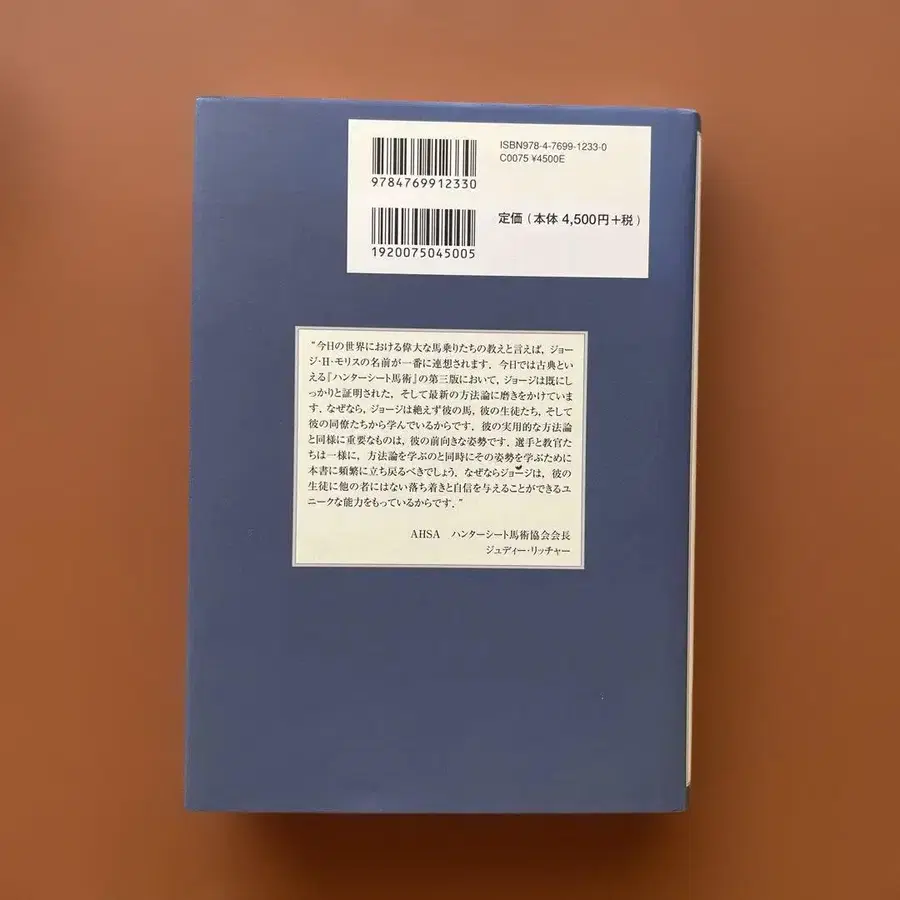 ISBN978-4-7699-1233-0
C0075 ¥4500E
9784769912330
定価(本体 4,500円+税)
1920075045005
"今日の世界における偉大な馬乗りたちの教えと言えば, ジョー
ジ・H・モリスの名前が一番に連想されます. 今日では古典とい
える『ハンターシート馬術』の第三版において, ジョージは既にし
っかりと証明された, そして最新の方法論に磨きをかけていま
す. なぜなら, ジョージは絶えず彼の馬, 彼の生徒たち, そして
彼の同僚たちから学んでいるからです. 彼の実用的な方法論
と同様に重要なものは, 彼の前向きな姿勢です. 選手と教官た
ちは一様に, 方法論を学ぶのと同時にその姿勢を学ぶために
本書に頻繁に立ち戻るべきでしょう. なぜならジョージは, 彼の
生徒に他の者にはない落ち着きと自信を与えることができるユ
ニークな能力をもっているからです."
AHSA ハンターシート馬術協会会長
ジュディー・リッチャー